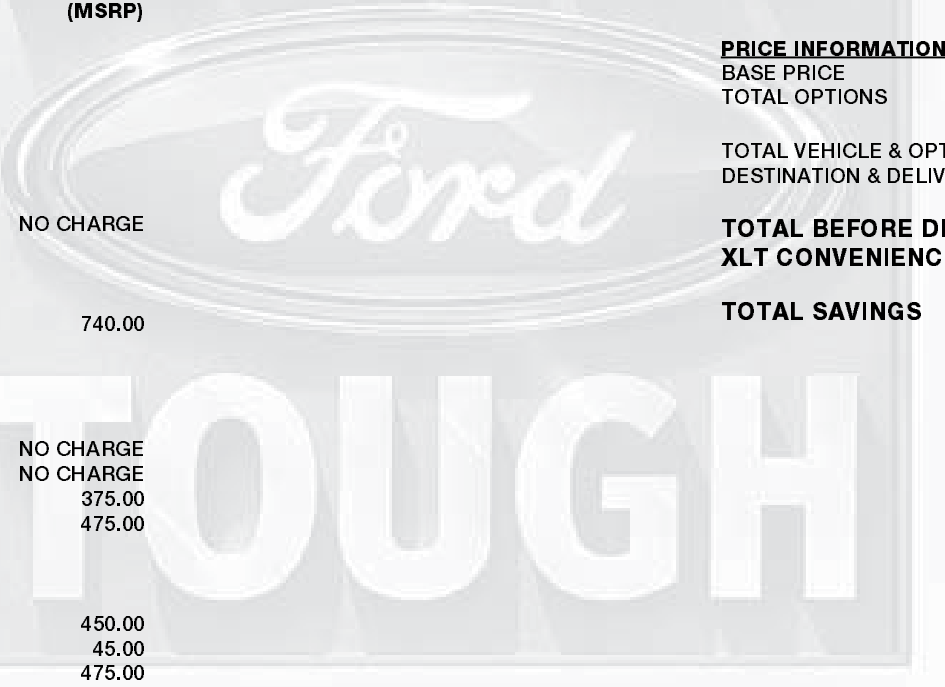 (MSRP)
PRICE INFORMATION
BASE PRICE
TOTAL OPTIONS
TOTAL VEHICLE & OPT
DESTINATION & DELIV
NO CHARGE
TOTAL BEFORE DI
XLT CONVENIENC
TOTAL SAVINGS
740.00
Ford
TOUGH
NO CHARGE
NO CHARGE
375.00
475.00
450.00
45.00
475.00